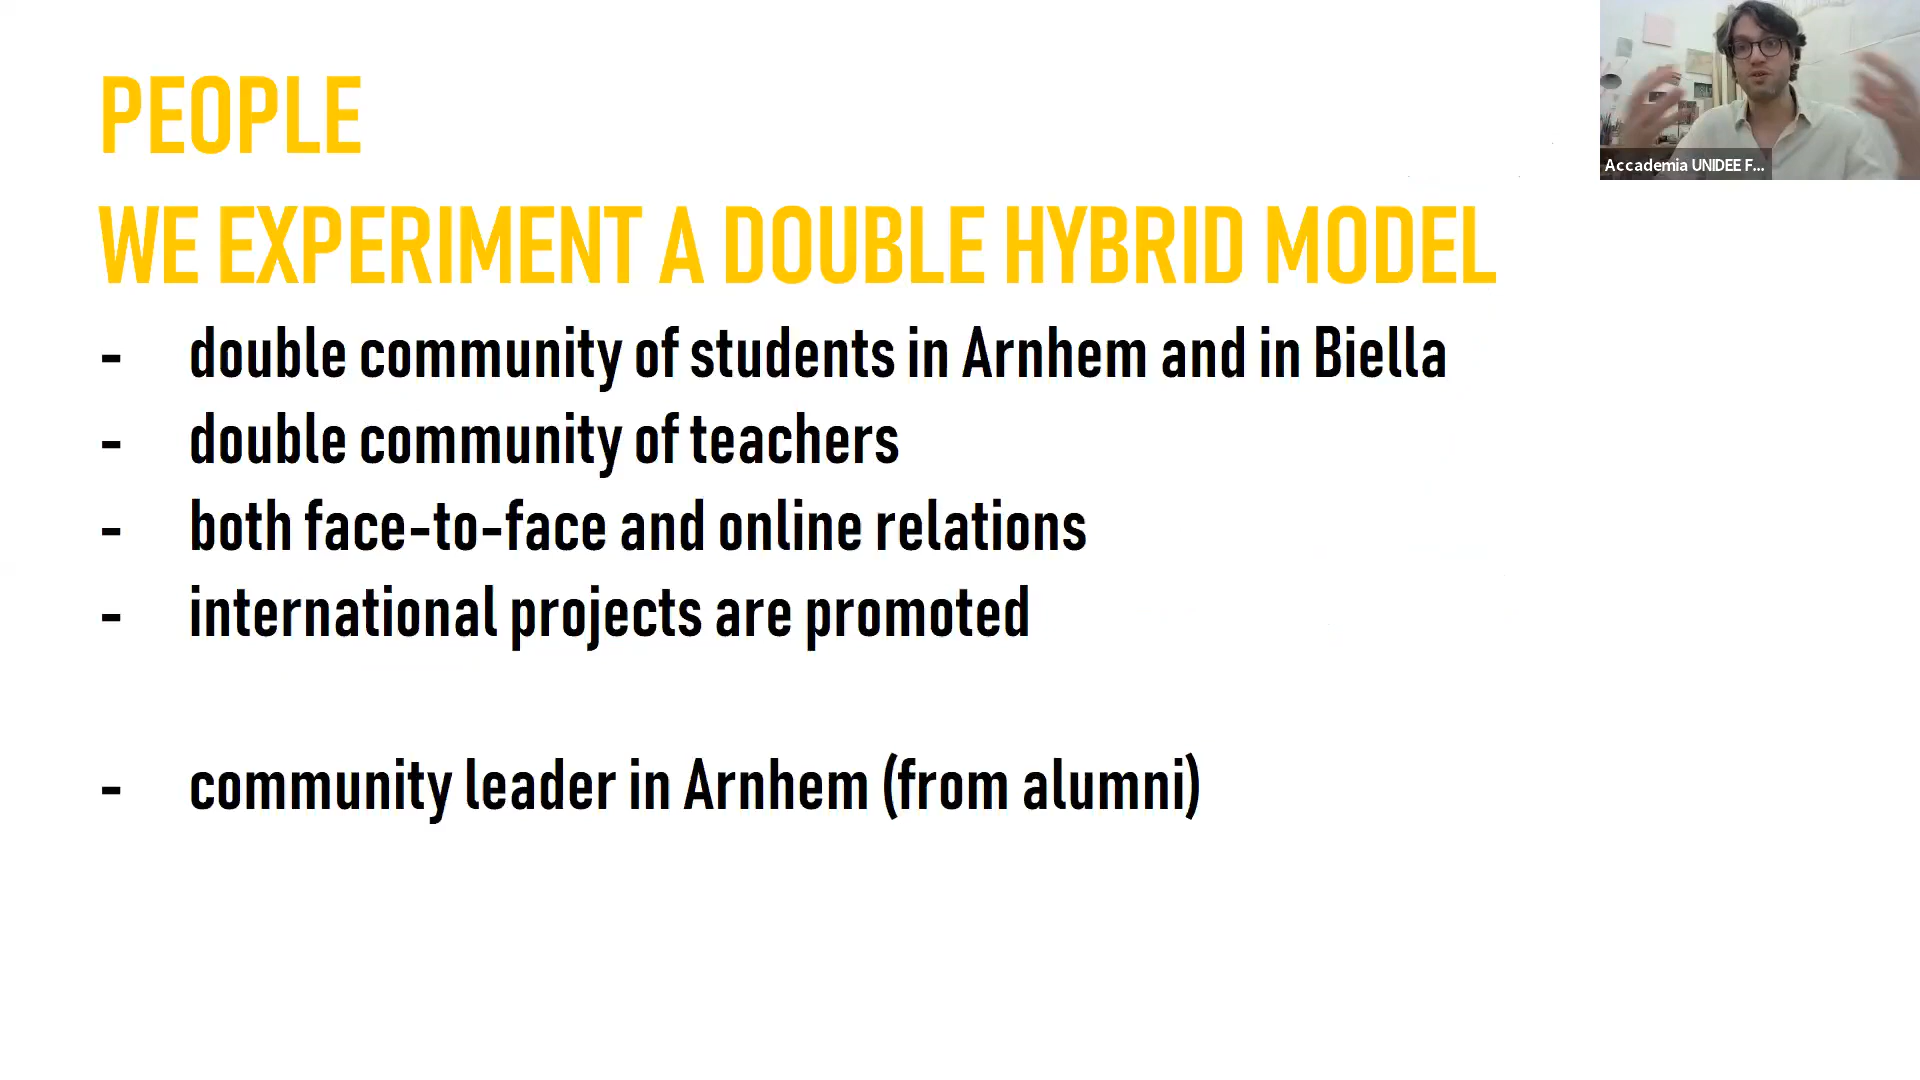 PEOPLE
WE EXPERIMENT A DOUBLE HYBRID MODEL
- double community of students in Arnhem and in Biella
- double community of teachers
- both face-to-face and online relations
- international projects are promoted
- community leader in Arnhem (from alumni)
Accademia UNIDEE F...